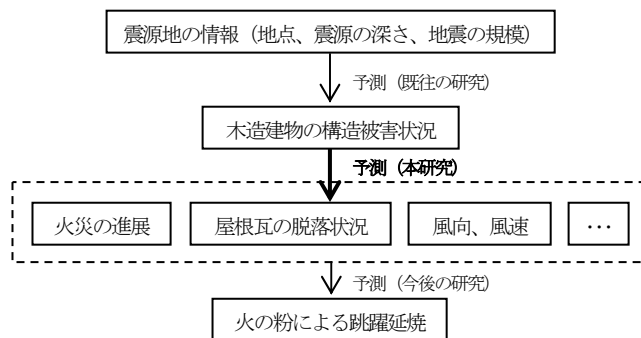 震源地の情報（地点、震源の深さ、地震の規模）
予測（既往の研究）
木造建物の構造被害状況
予測（本研究）
火災の進展 屋根瓦の脱落状況 風向、風速 …
予測（今後の研究）
火の粉による跳躍延焼